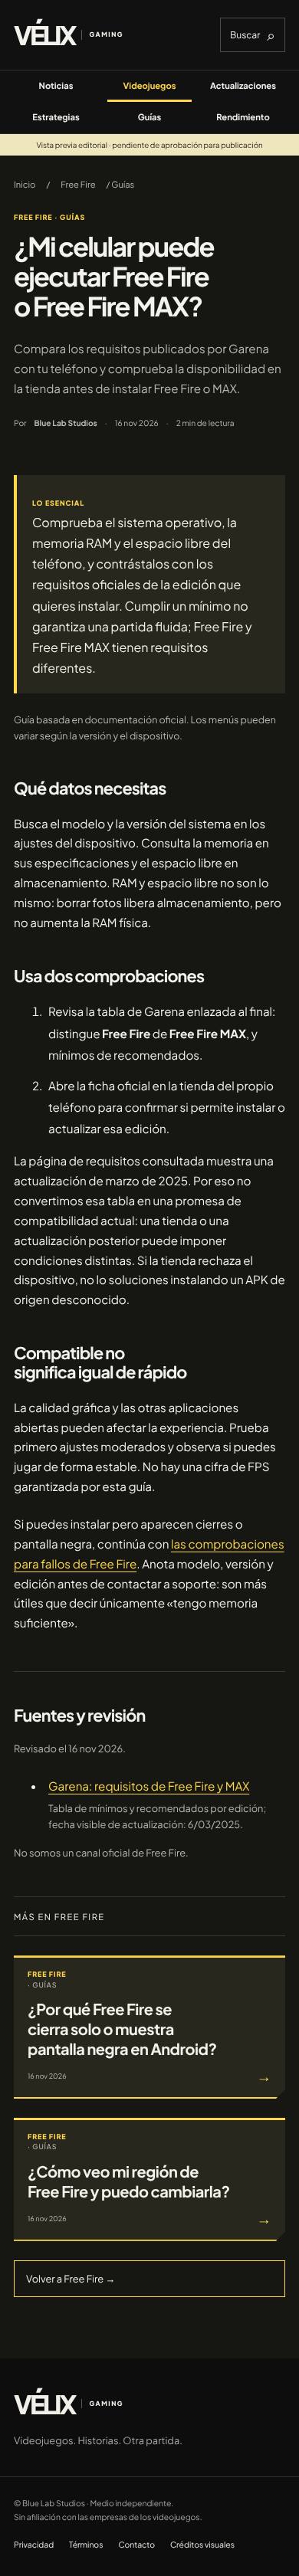 VÉLIX GAMING
Buscar
Noticias Videojuegos Actualizaciones
Estrategias Guías Rendimiento
Vista previa editorial · pendiente de aprobación para publicación
Inicio / Free Fire / Guías
FREE FIRE · GUÍAS
¿Mi celular puede
ejecutar Free Fire
o Free Fire MAX?
Compara los requisitos publicados por Garena
con tu teléfono y comprueba la disponibilidad en
la tienda antes de instalar Free Fire o MAX.
Por Blue Lab Studios · 16 nov 2026 · 2 min de lectura
LO ESENCIAL
Comprueba el sistema operativo, la
memoria RAM y el espacio libre del
teléfono, y contrástalos con los
requisitos oficiales de la edición que
quieres instalar. Cumplir un mínimo no
garantiza una partida fluida; Free Fire y
Free Fire MAX tienen requisitos
diferentes.
Guía basada en documentación oficial. Los menús pueden
variar según la versión y el dispositivo.
Qué datos necesitas
Busca el modelo y la versión del sistema en los
ajustes del dispositivo. Consulta la memoria en
sus especificaciones y el espacio libre en
almacenamiento. RAM y espacio libre no son lo
mismo: borrar fotos libera almacenamiento, pero
no aumenta la RAM física.
Usa dos comprobaciones
1. Revisa la tabla de Garena enlazada al final:
distingue Free Fire de Free Fire MAX, y
mínimos de recomendados.
2. Abre la ficha oficial en la tienda del propio
teléfono para confirmar si permite instalar o
actualizar esa edición.
La página de requisitos consultada muestra una
actualización de marzo de 2025. Por eso no
convertimos esa tabla en una promesa de
compatibilidad actual: una tienda o una
actualización posterior puede imponer
condiciones distintas. Si la tienda rechaza el
dispositivo, no lo soluciones instalando un APK de
origen desconocido.
Compatible no
significa igual de rápido
La calidad gráfica y las otras aplicaciones
abiertas pueden afectar la experiencia. Prueba
primero ajustes moderados y observa si puedes
jugar de forma estable. No hay una cifra de FPS
garantizada por esta guía.
Si puedes instalar pero aparecen cierres o
pantalla negra, continúa con las comprobaciones
para fallos de Free Fire. Anota modelo, versión y
edición antes de contactar a soporte: son más
útiles que decir únicamente «tengo memoria
suficiente».
Fuentes y revisión
Revisado el 16 nov 2026.
• Garena: requisitos de Free Fire y MAX
Tabla de mínimos y recomendados por edición;
fecha visible de actualización: 6/03/2025.
No somos un canal oficial de Free Fire.
MÁS EN FREE FIRE
FREE FIRE
· GUÍAS
¿Por qué Free Fire se
cierra solo o muestra
pantalla negra en Android?
16 nov 2026 →
FREE FIRE
· GUÍAS
¿Cómo veo mi región de
Free Fire y puedo cambiarla?
16 nov 2026 →
Volver a Free Fire →
VÉLIX GAMING
Videojuegos. Historias. Otra partida.
© Blue Lab Studios · Medio independiente.
Sin afiliación con las empresas de los videojuegos.
Privacidad Términos Contacto Créditos visuales